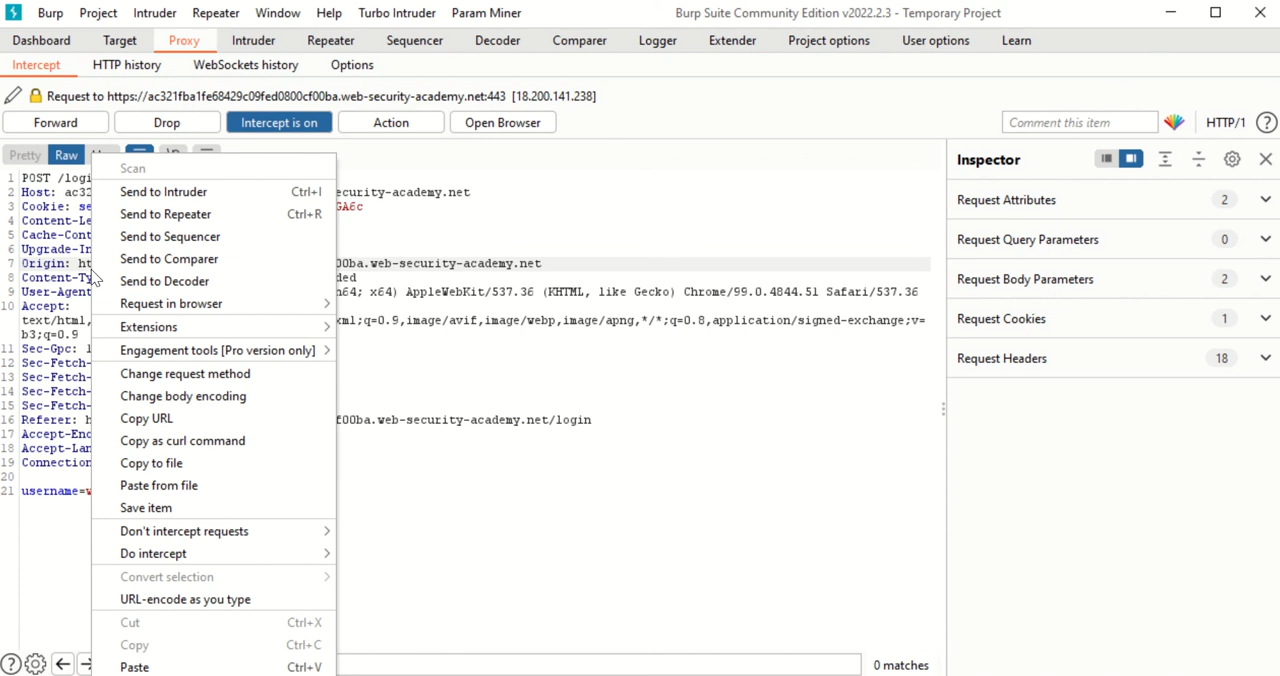 Burp Project Intruder Repeater Window Help Turbo Intruder Param Miner Burp Suite Community Edition v2022.2.3 - Temporary Project
Dashboard Target Proxy Intruder Repeater Sequencer Decoder Comparer Logger Extender Project options User options Learn
Intercept HTTP history WebSockets history Options
Request to https://ac321fba1fe68429c09fed0800cf00ba.web-security-academy.net:443 [18.200.141.238]
Forward Drop Intercept is on Action Open Browser Comment this item HTTP/1 ?
Pretty Raw
Inspector
Scan
1 POST /logi
Send to Intruder Ctrl+I
2 Host: ac32 ecurity-academy.net
Request Attributes 2
3 Cookie: se GA6c
Send to Repeater Ctrl+R
4 Content-Le
5 Cache-Cont
Send to Sequencer
Request Query Parameters 0
6 Upgrade-In
7 Origin: ht 00ba.web-security-academy.net
Send to Comparer
8 Content-Ty ded
Send to Decoder
Request Body Parameters 2
9 User-Agent n64; x64) AppleWebKit/537.36 (KHTML, like Gecko) Chrome/99.0.4844.51 Safari/537.36
Request in browser
10 Accept:
text/html, xml;q=0.9,image/avif,image/webp,image/apng,*/*;q=0.8,application/signed-exchange;v=
Extensions
Request Cookies 1
b3;q=0.9
11 Sec-Gpc: 1
Engagement tools [Pro version only]
12 Sec-Fetch-
Request Headers 18
13 Sec-Fetch-
Change request method
14 Sec-Fetch-
Change body encoding
15 Sec-Fetch-
16 Referer: h f00ba.web-security-academy.net/login
Copy URL
17 Accept-Enc
Copy as curl command
18 Accept-Lan
19 Connection
Copy to file
20
Paste from file
21 username=w
Save item
Don't intercept requests
Do intercept
Convert selection
URL-encode as you type
Cut Ctrl+X
Copy Ctrl+C
Paste Ctrl+V
? 0 matches